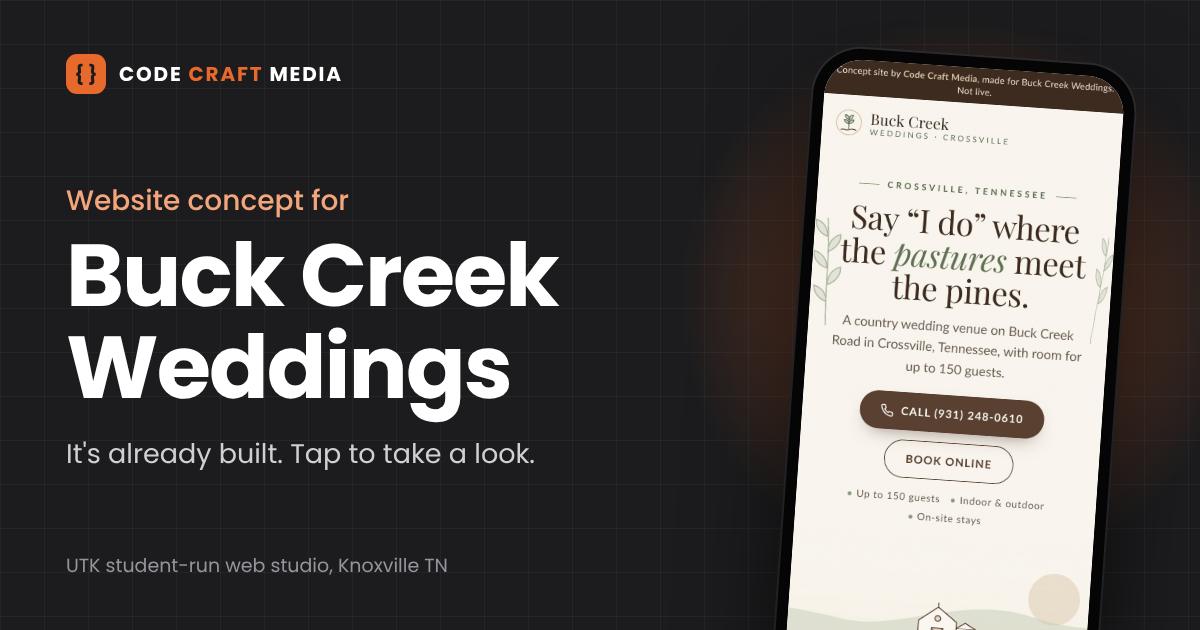 { } CODE CRAFT MEDIA
Website concept for
Buck Creek
Weddings
It's already built. Tap to take a look.
UTK student-run web studio, Knoxville TN
Concept site by Code Craft Media, made for Buck Creek Weddings.
Not live.
Buck Creek
WEDDINGS · CROSSVILLE
CROSSVILLE, TENNESSEE
Say “I do” where
the pastures meet
the pines.
A country wedding venue on Buck Creek
Road in Crossville, Tennessee, with room for
up to 150 guests.
CALL (931) 248-0610
BOOK ONLINE
• Up to 150 guests • Indoor & outdoor
• On-site stays